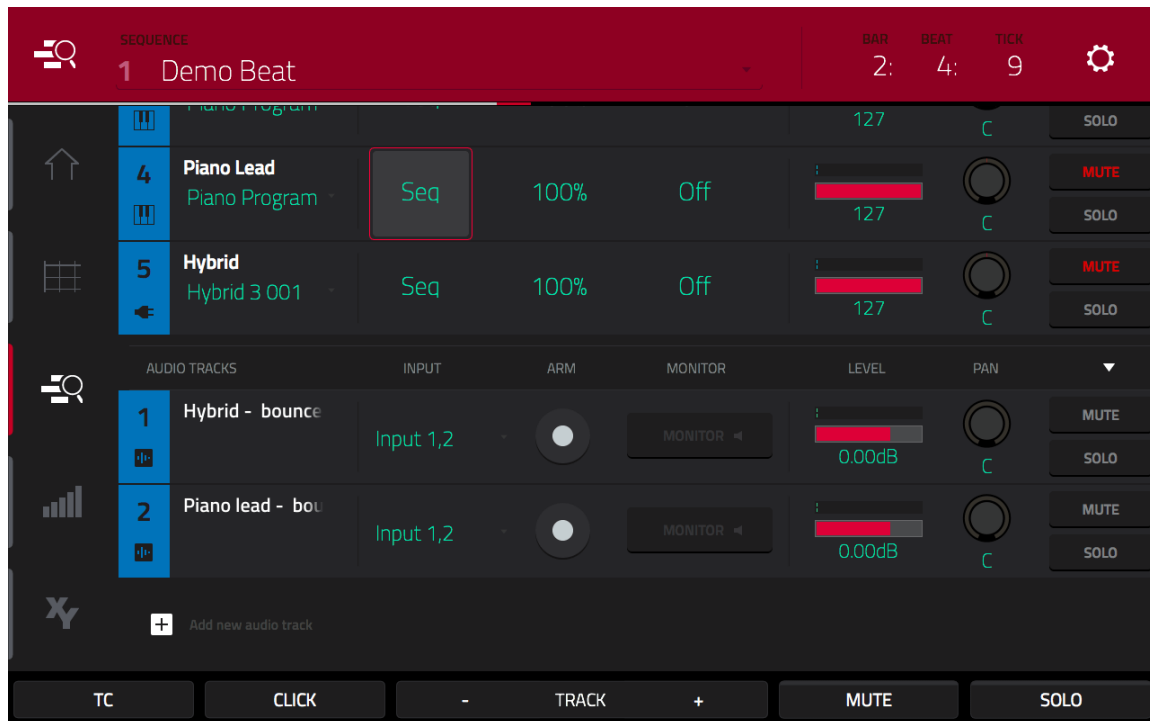 SEQUENCE BAR BEAT TICK
1 Demo Beat 2: 4: 9
Piano Program 127 C SOLO
4 Piano Lead MUTE
Piano Program Seq 100% Off 127 C SOLO
5 Hybrid MUTE
Hybrid 3 001 Seq 100% Off 127 C SOLO
AUDIO TRACKS INPUT ARM MONITOR LEVEL PAN
1 Hybrid - bounce MUTE
Input 1,2 MONITOR 0.00dB C SOLO
2 Piano lead - bou MUTE
Input 1,2 MONITOR 0.00dB C SOLO
XY
+ Add new audio track
TC CLICK - TRACK + MUTE SOLO